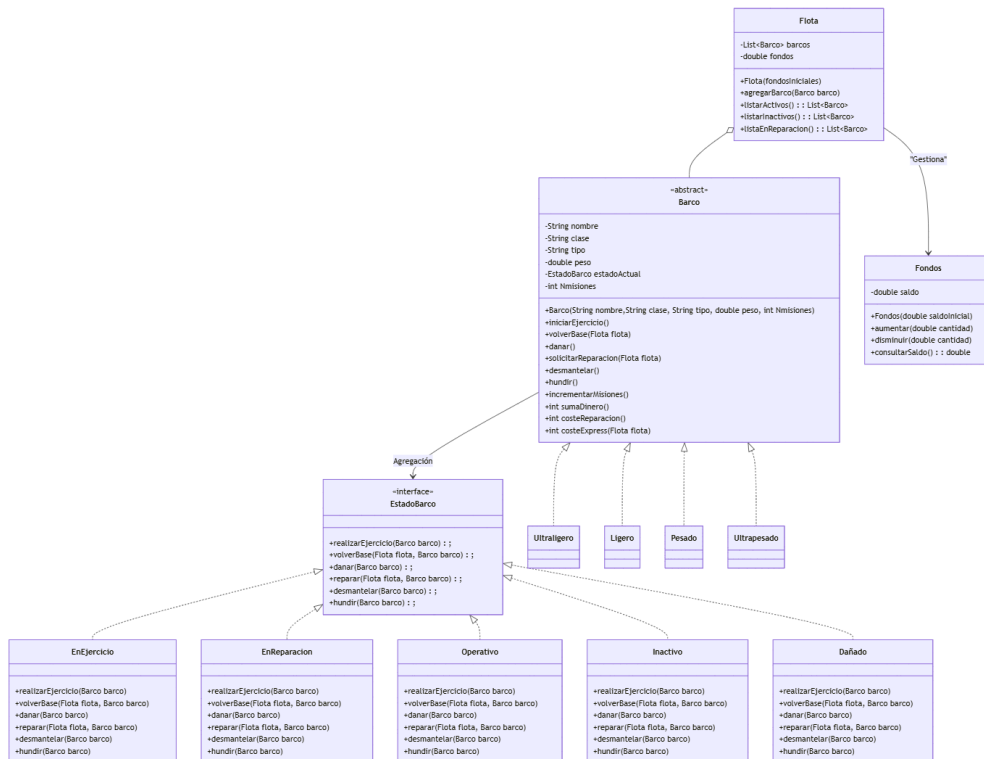 Flota
-List<Barco> barcos
-double fondos
+Flota(fondosIniciales)
+agregarBarco(Barco barco)
+listarActivos() : : List<Barco>
+listarInactivos() : : List<Barco>
+listaEnReparacion() : : List<Barco>
"Gestiona"
«abstract»
Barco
-String nombre
-String clase
-String tipo
-double peso
-EstadoBarco estadoActual
-int Nmisiones
+Barco(String nombre,String clase, String tipo, double peso, int Nmisiones)
+iniciarEjercicio()
+volverBase(Flota flota)
+danar()
+solicitarReparacion(Flota flota)
+desmantelar()
+hundir()
+incrementarMisiones()
+int sumaDinero()
+int costeReparacion()
+int costeExpress(Flota flota)
Fondos
-double saldo
+Fondos(double saldoInicial)
+aumentar(double cantidad)
+disminuir(double cantidad)
+consultarSaldo() : : double
Agregación
«interface»
EstadoBarco
+realizarEjercicio(Barco barco) : ;
+volverBase(Flota flota, Barco barco) : ;
+danar(Barco barco) : ;
+reparar(Flota flota, Barco barco) : ;
+desmantelar(Barco barco) : ;
+hundir(Barco barco) : ;
Ultraligero
Ligero
Pesado
Ultrapesado
EnEjercicio
+realizarEjercicio(Barco barco)
+volverBase(Flota flota, Barco barco)
+danar(Barco barco)
+reparar(Flota flota, Barco barco)
+desmantelar(Barco barco)
+hundir(Barco barco)
EnReparacion
+realizarEjercicio(Barco barco)
+volverBase(Flota flota, Barco barco)
+danar(Barco barco)
+reparar(Flota flota, Barco barco)
+desmantelar(Barco barco)
+hundir(Barco barco)
Operativo
+realizarEjercicio(Barco barco)
+volverBase(Flota flota, Barco barco)
+danar(Barco barco)
+reparar(Flota flota, Barco barco)
+desmantelar(Barco barco)
+hundir(Barco barco)
Inactivo
+realizarEjercicio(Barco barco)
+volverBase(Flota flota, Barco barco)
+danar(Barco barco)
+reparar(Flota flota, Barco barco)
+desmantelar(Barco barco)
+hundir(Barco barco)
Dañado
+realizarEjercicio(Barco barco)
+volverBase(Flota flota, Barco barco)
+danar(Barco barco)
+reparar(Flota flota, Barco barco)
+desmantelar(Barco barco)
+hundir(Barco barco)